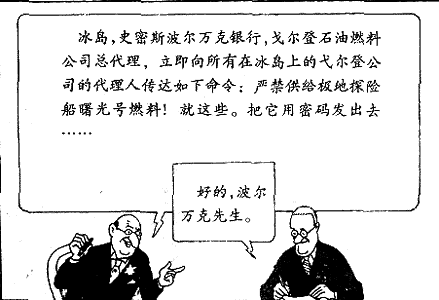 冰岛，史密斯波尔万克银行，戈尔登石油燃料
公司总代理，立即向所有在冰岛上的戈尔登公
司的代理人传达如下命令：严禁供给极地探险
船曙光号燃料！就这些。把它用密码发出去
……
好的，波尔
万克先生。